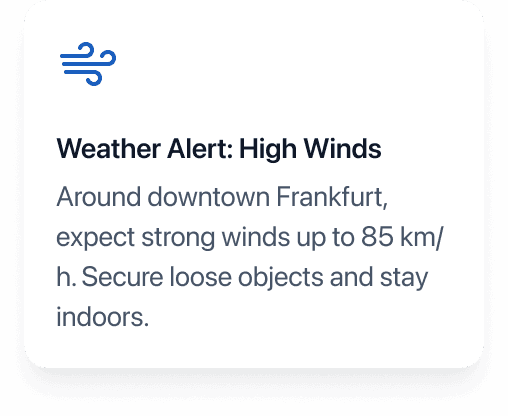 Weather Alert: High Winds
Around downtown Frankfurt,
expect strong winds up to 85 km/
h. Secure loose objects and stay
indoors.